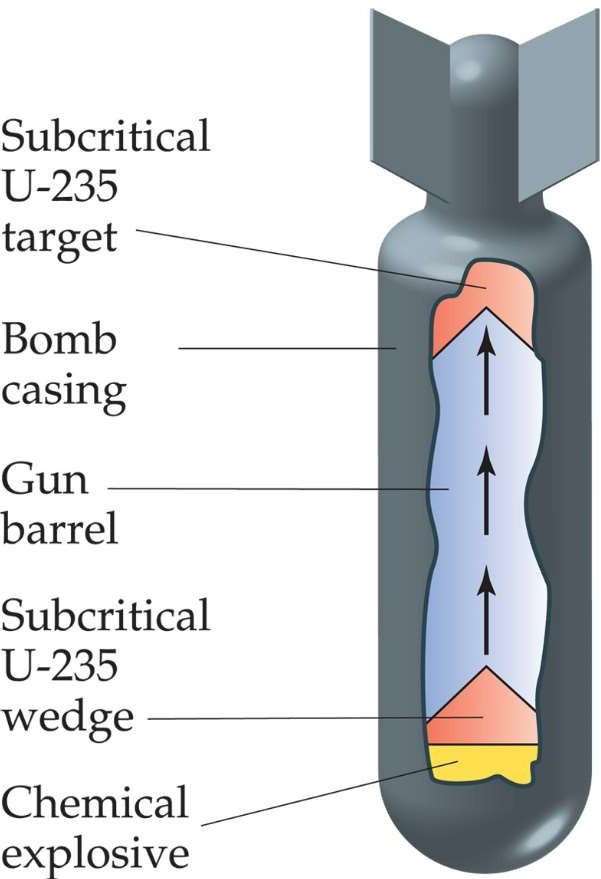 Subcritical
U-235
target
Bomb
casing
Gun
barrel
Subcritical
U-235
wedge
Chemical
explosive